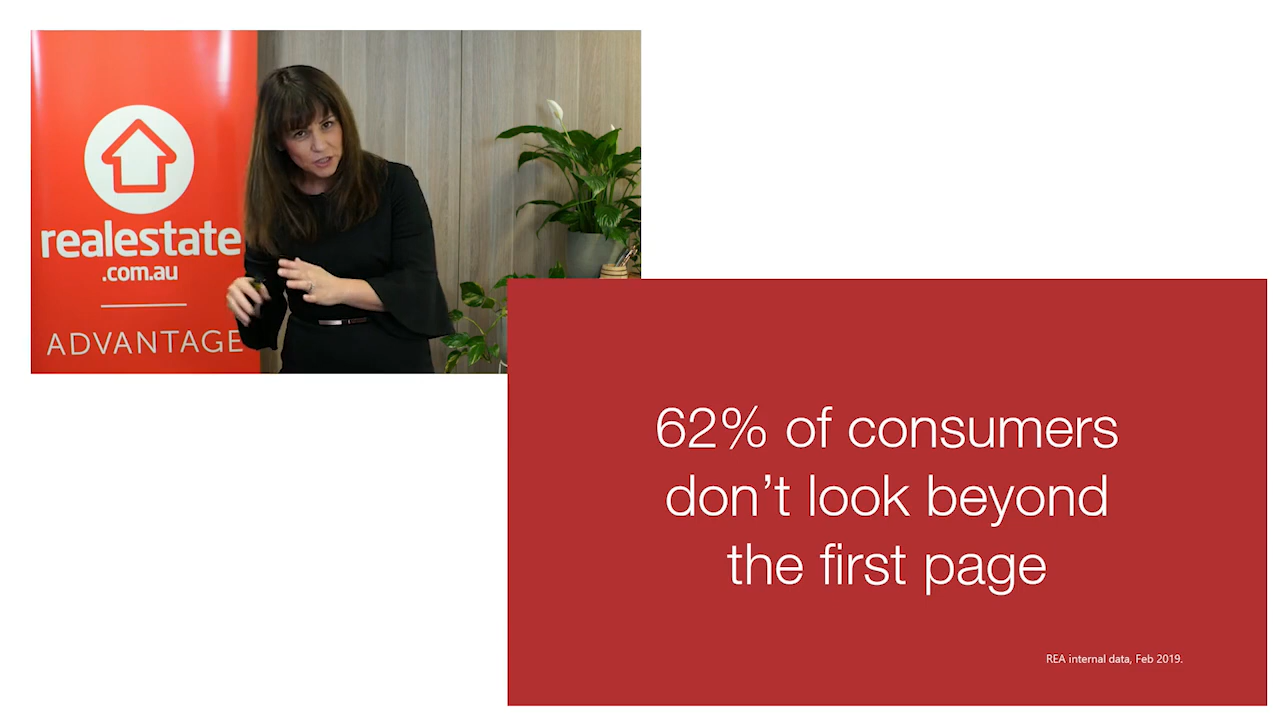 realestate
.com.au
ADVANTAGE
62% of consumers
don’t look beyond
the first page
REA internal data, Feb 2019.